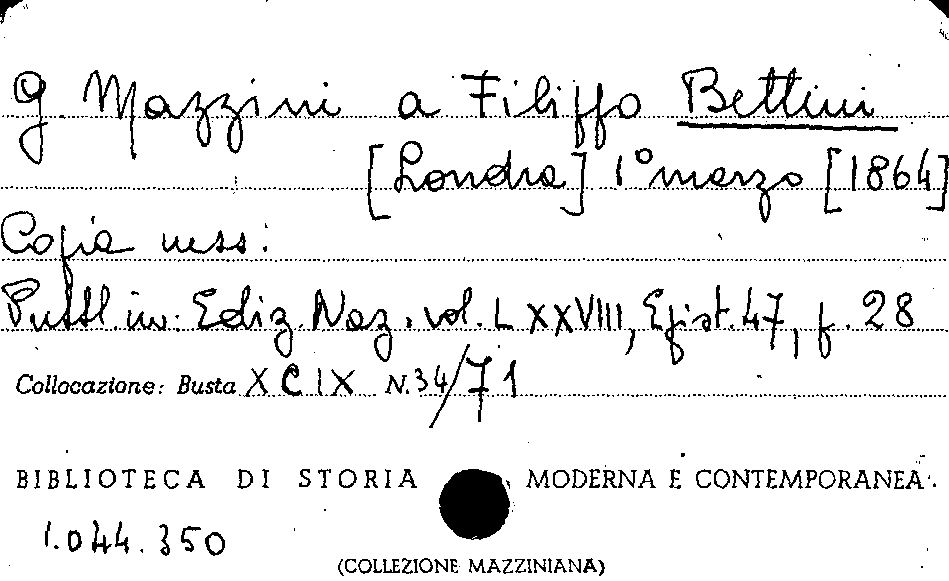 G. Mazzini a Filippo Bettini
[Londra] 1° marzo [1864]
Copia mss:
Pubbl. in: Ediz. Naz. vol. LXXVIII, Epist. 47, p. 28
Collocazione: Busta XCIX N. 34/71
BIBLIOTECA DI STORIA MODERNA E CONTEMPORANEA
1.044.350
(COLLEZIONE MAZZINIANA)